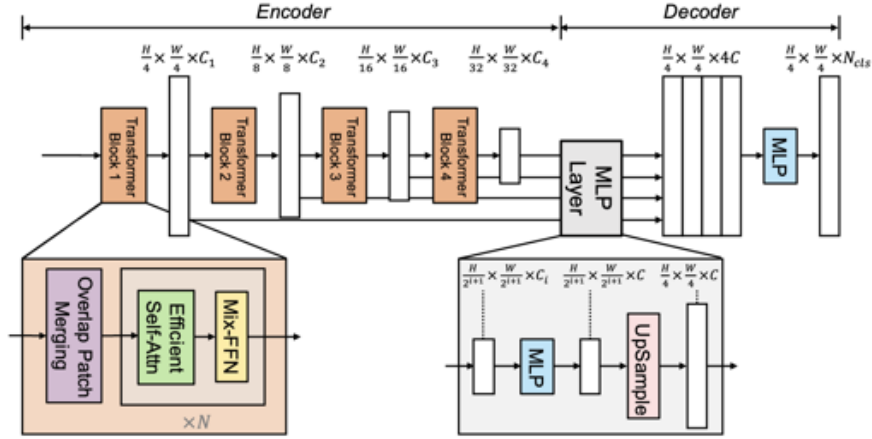 Encoder
Decoder
H/4 × W/4 × C₁
H/8 × W/8 × C₂
H/16 × W/16 × C₃
H/32 × W/32 × C₄
H/4 × W/4 × 4C
H/4 × W/4 × N_cls
Transformer
Block 1
Transformer
Block 2
Transformer
Block 3
Transformer
Block 4
MLP
Layer
MLP
Overlap Patch
Merging
Efficient
Self-Attn
Mix-FFN
×N
H/2^(i+1) × W/2^(i+1) × Cᵢ
H/2^(i+1) × W/2^(i+1) × C
H/4 × W/4 × C
MLP
UpSample